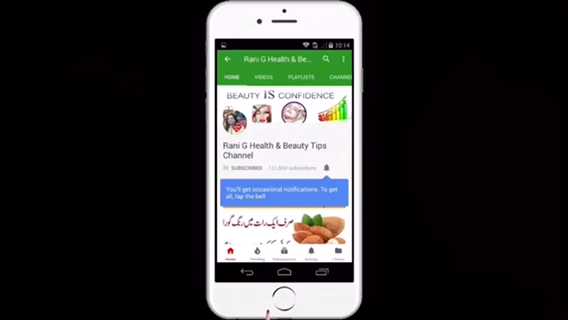 10:14
Rani G Health & Be...
HOME VIDEOS PLAYLISTS CHANNE
BEAUTY IS CONFIDENCE
Rani G Health & Beauty Tips
Channel
SUBSCRIBED subscribers
You'll get occasional notifications. To get
all, tap the bell
صرف ایک رات میں رنگ گورا
Home Trending Subscriptions Activity Library